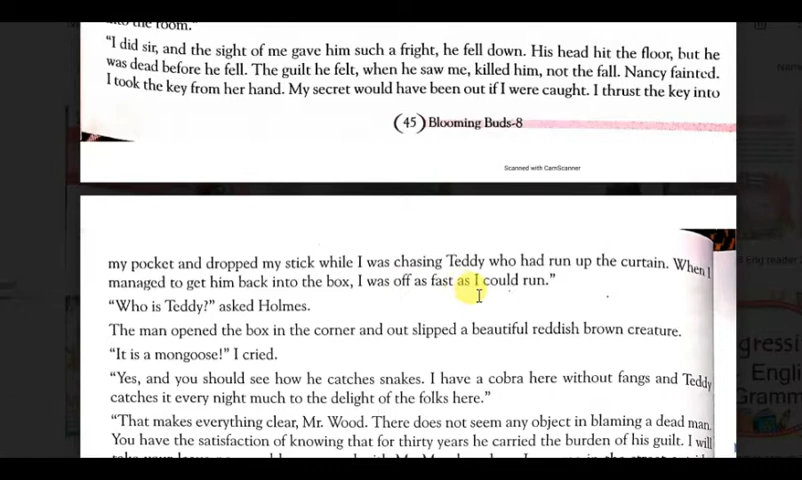 into the room."
"I did sir, and the sight of me gave him such a fright, he fell down. His head hit the floor, but he
was dead before he fell. The guilt he felt, when he saw me, killed him, not the fall. Nancy fainted.
I took the key from her hand. My secret would have been out if I were caught. I thrust the key into
(45) Blooming Buds-8
Scanned with CamScanner
my pocket and dropped my stick while I was chasing Teddy who had run up the curtain. When I
managed to get him back into the box, I was off as fast as I could run."
"Who is Teddy?" asked Holmes.
The man opened the box in the corner and out slipped a beautiful reddish brown creature.
"It is a mongoose!" I cried.
"Yes, and you should see how he catches snakes. I have a cobra here without fangs and Teddy
catches it every night much to the delight of the folks here."
"That makes everything clear, Mr. Wood. There does not seem any object in blaming a dead man.
You have the satisfaction of knowing that for thirty years he carried the burden of his guilt. I will
Name
Eng reader
gressi
Engli
Gramm